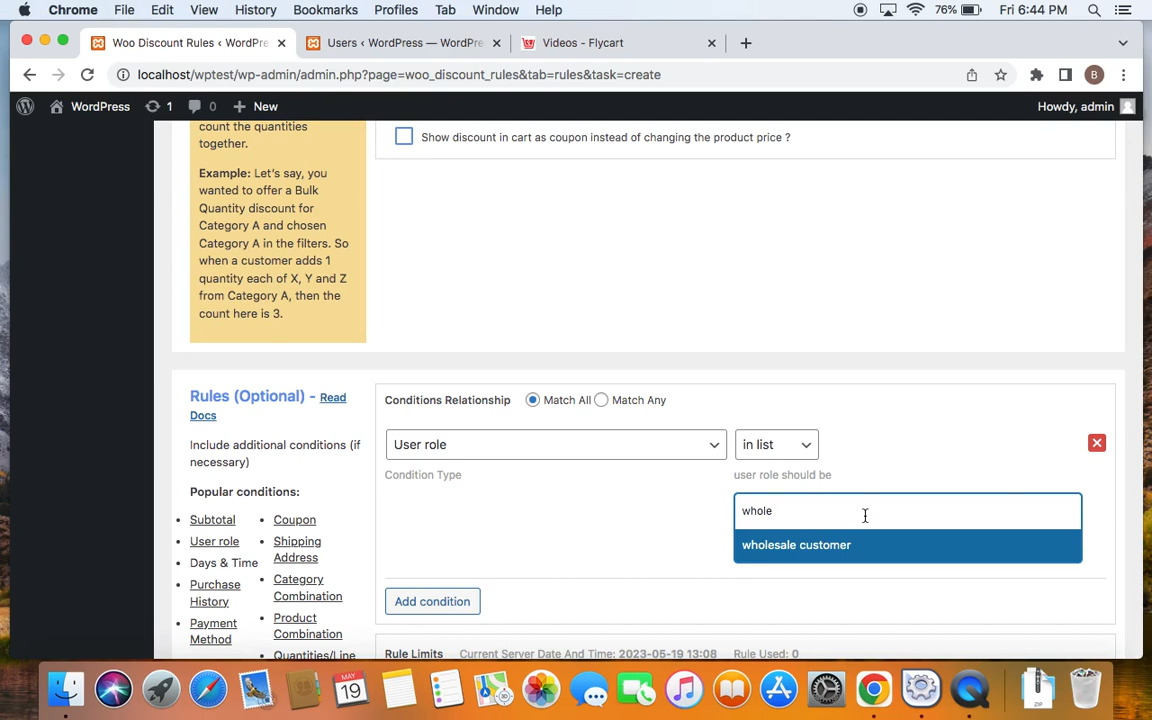 Chrome File Edit View History Bookmarks Profiles Tab Window Help 76% Fri 6:44 PM
Woo Discount Rules ‹ WordPre Users ‹ WordPress — WordPre Videos - Flycart
localhost/wptest/wp-admin/admin.php?page=woo_discount_rules&tab=rules&task=create B
WordPress 1 0 New Howdy, admin
count the quantities
together.
Example: Let's say, you
wanted to offer a Bulk
Quantity discount for
Category A and chosen
Category A in the filters. So
when a customer adds 1
quantity each of X, Y and Z
from Category A, then the
count here is 3.
Show discount in cart as coupon instead of changing the product price ?
Rules (Optional) - Read
Docs
Include additional conditions (if
necessary)
Popular conditions:
Subtotal
User role
Days & Time
Purchase
History
Payment
Method
Coupon
Shipping
Address
Category
Combination
Product
Combination
Quantities/Line
Conditions Relationship Match All Match Any
User role in list
Condition Type user role should be
whole
wholesale customer
Add condition
Rule Limits Current Server Date And Time: 2023-05-19 13:08 Rule Used: 0
MAY
19
ZIP